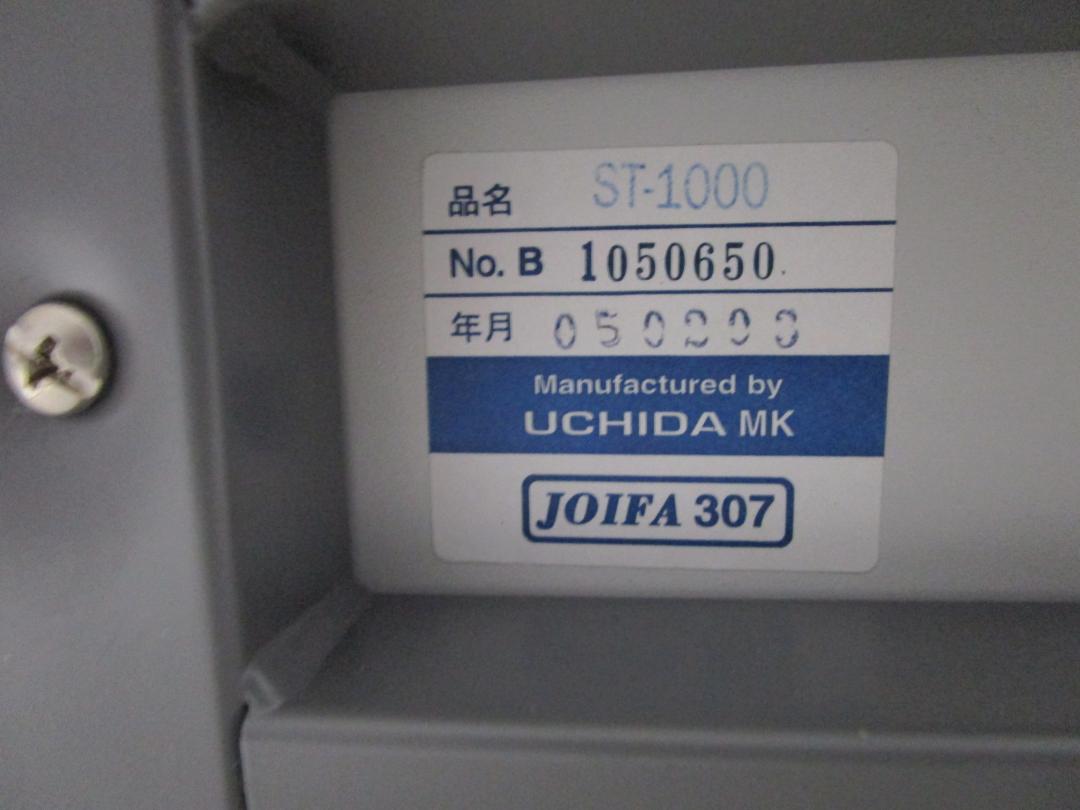 品名 ST-1000
No. B 1050650
年月
Manufactured by
UCHIDA MK
JOIFA 307